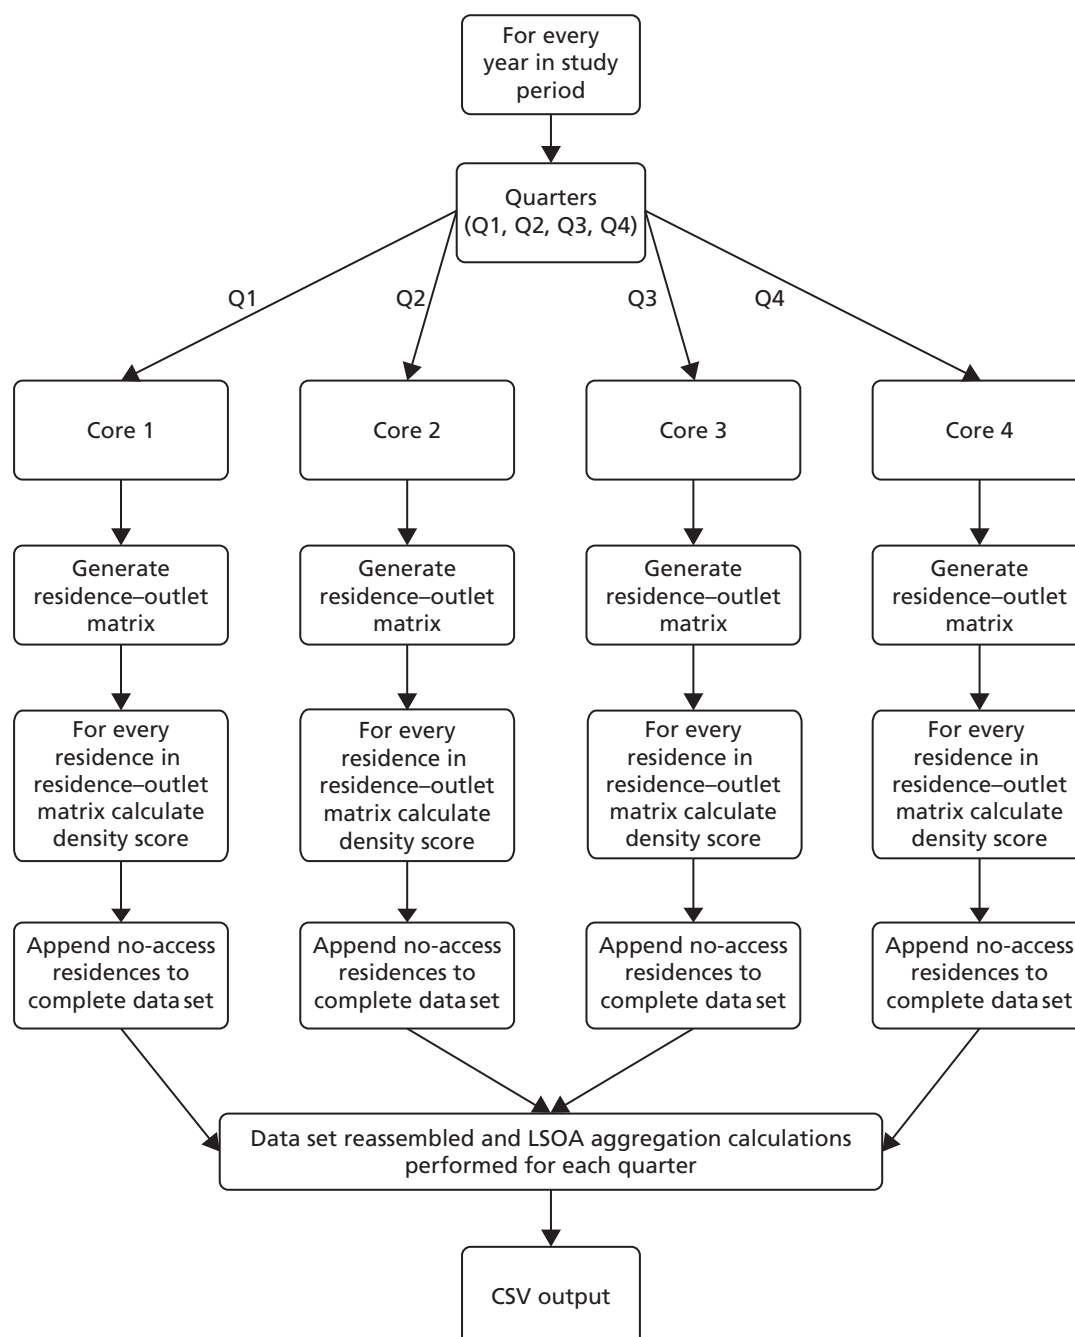 For every
year in study
period
Quarters
(Q1, Q2, Q3, Q4)
Q1
Q2
Q3
Q4
Core 1
Core 2
Core 3
Core 4
Generate
residence–outlet
matrix
Generate
residence–outlet
matrix
Generate
residence–outlet
matrix
Generate
residence–outlet
matrix
For every
residence in
residence–outlet
matrix calculate
density score
For every
residence in
residence–outlet
matrix calculate
density score
For every
residence in
residence–outlet
matrix calculate
density score
For every
residence in
residence–outlet
matrix calculate
density score
Append no-access
residences to
complete data set
Append no-access
residences to
complete data set
Append no-access
residences to
complete data set
Append no-access
residences to
complete data set
Data set reassembled and LSOA aggregation calculations
performed for each quarter
CSV output